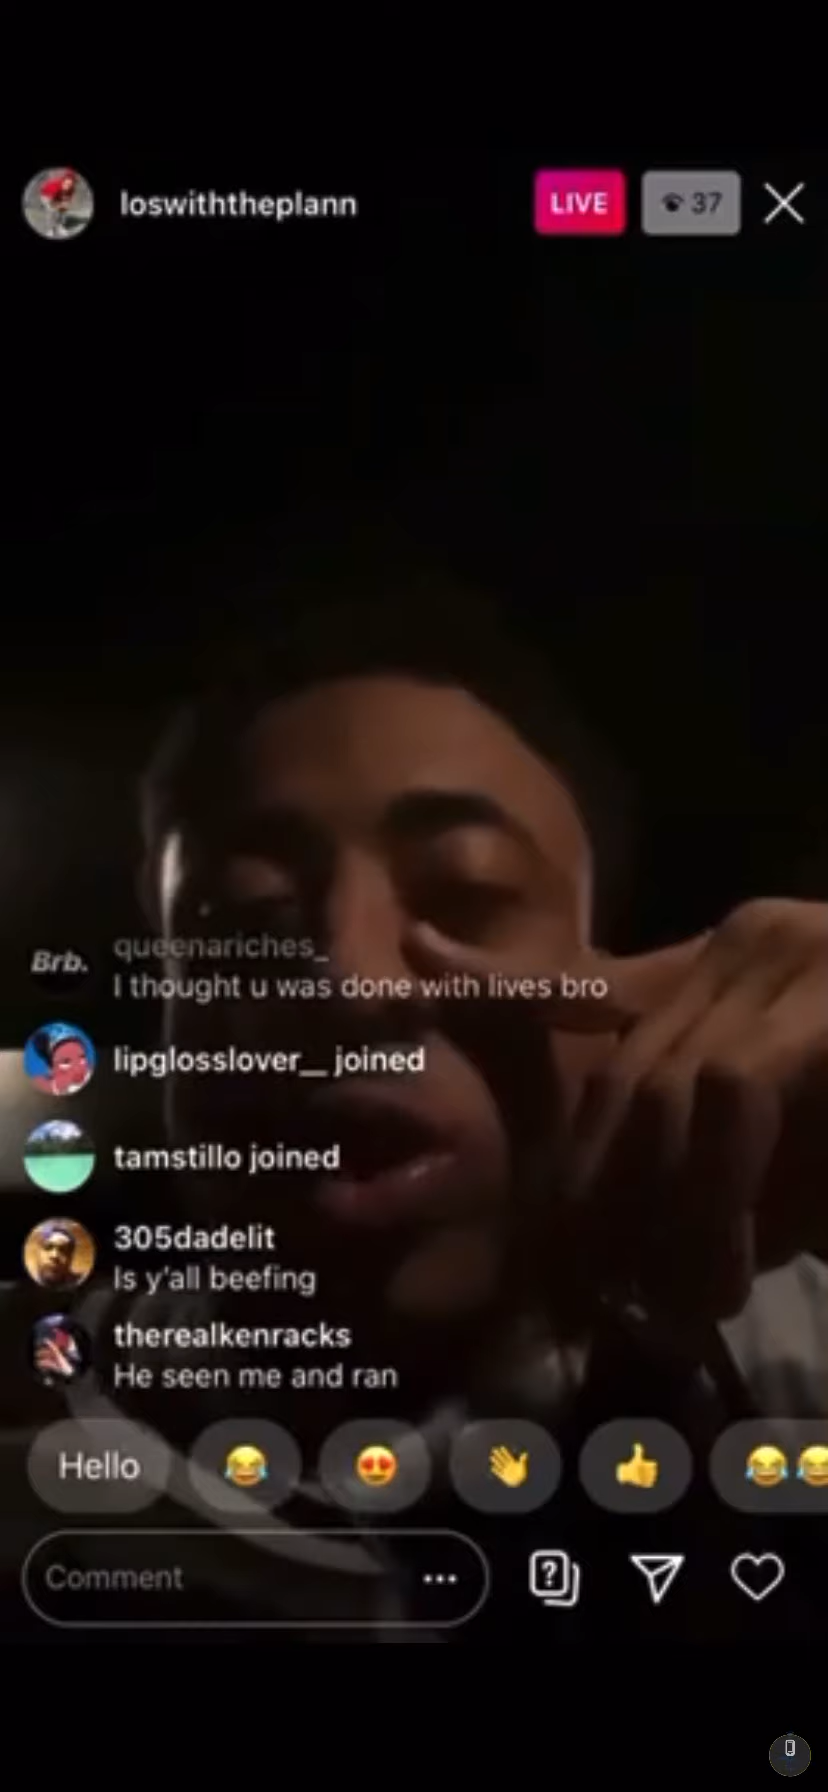 loswiththeplann
LIVE
37
Brb.
queenariches_
I thought u was done with lives bro
lipglosslover__ joined
tamstillo joined
305dadelit
Is y'all beefing
therealkenracks
He seen me and ran
Hello
Comment